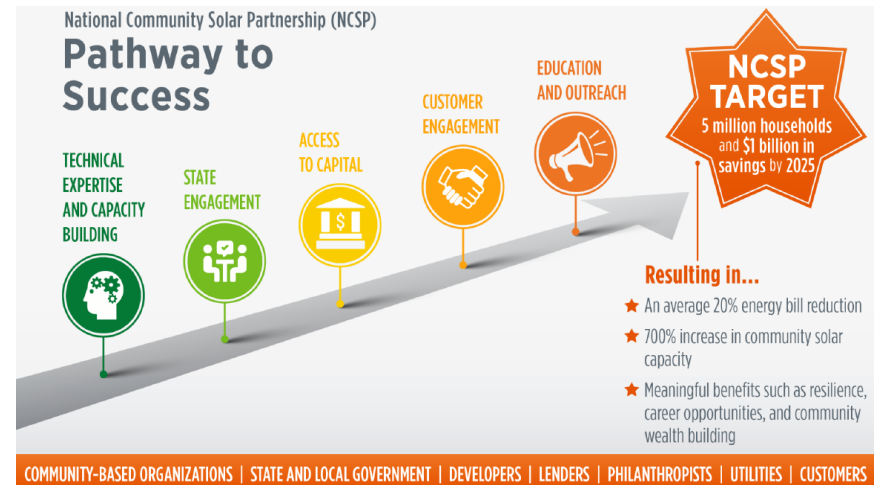 National Community Solar Partnership (NCSP)
Pathway to
Success
TECHNICAL
EXPERTISE
AND CAPACITY
BUILDING
STATE
ENGAGEMENT
ACCESS
TO CAPITAL
$
CUSTOMER
ENGAGEMENT
EDUCATION
AND OUTREACH
NCSP
TARGET
5 million households
and $1 billion in
savings by 2025
Resulting in...
An average 20% energy bill reduction
700% increase in community solar
capacity
Meaningful benefits such as resilience,
career opportunities, and community
wealth building
COMMUNITY-BASED ORGANIZATIONS | STATE AND LOCAL GOVERNMENT | DEVELOPERS | LENDERS | PHILANTHROPISTS | UTILITIES | CUSTOMERS